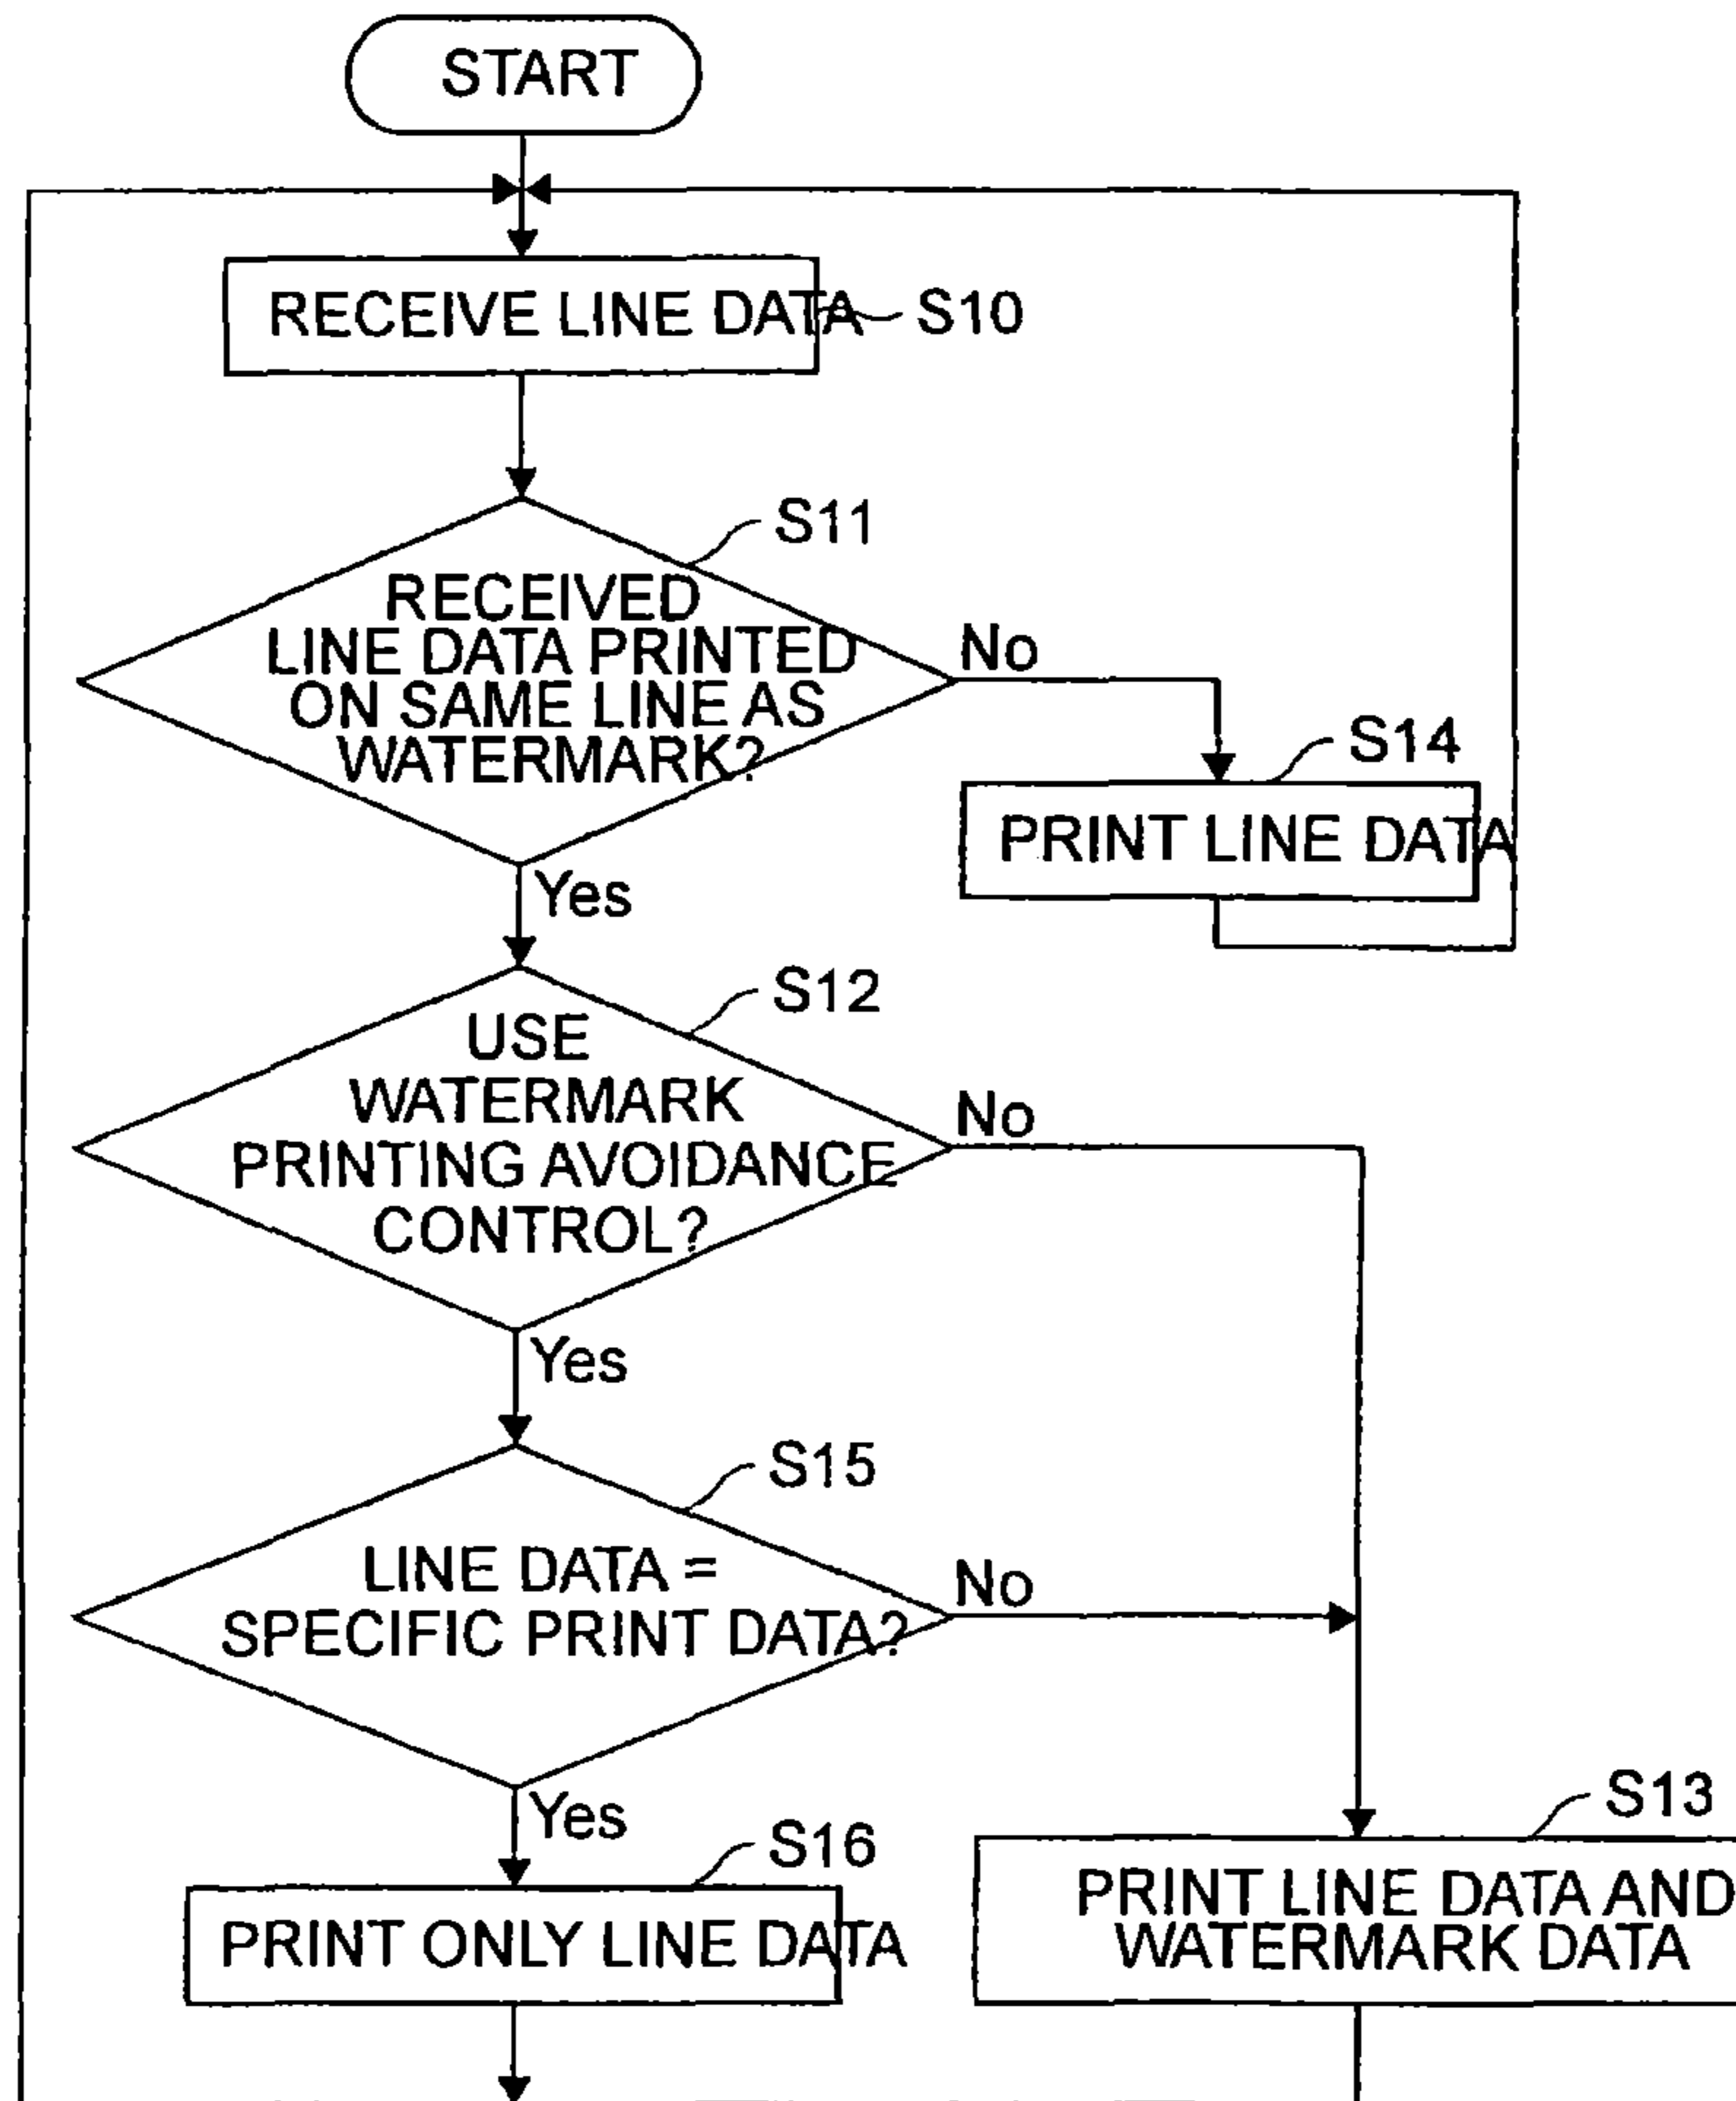 START
RECEIVE LINE DATA
S10
S11
RECEIVED
LINE DATA PRINTED
ON SAME LINE AS
WATERMARK?
No
S14
PRINT LINE DATA
Yes
S12
USE
WATERMARK
PRINTING AVOIDANCE
CONTROL?
No
Yes
S15
LINE DATA =
SPECIFIC PRINT DATA?
No
Yes
S16
PRINT ONLY LINE DATA
S13
PRINT LINE DATA AND
WATERMARK DATA